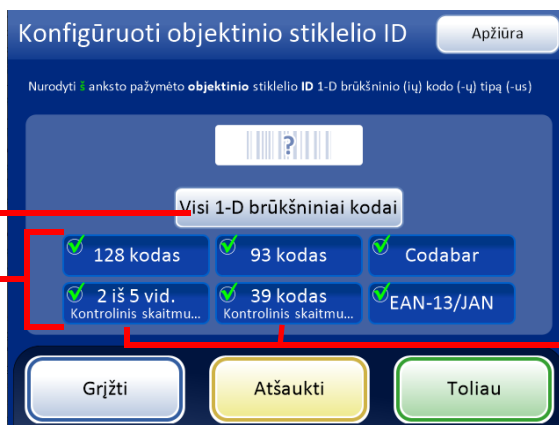 Konfigūruoti objektinio stiklelio ID
Apžiūra
Nurodyti š anksto pažymėto objektinio stiklelio ID 1-D brūkšninio (ių) kodo (-ų) tipą (-us)
?
Visi 1-D brūkšniniai kodai
128 kodas
93 kodas
Codabar
2 iš 5 vid.
Kontrolinis skaitmu...
39 kodas
Kontrolinis skaitmu...
EAN-13/JAN
Grįžti
Atšaukti
Toliau